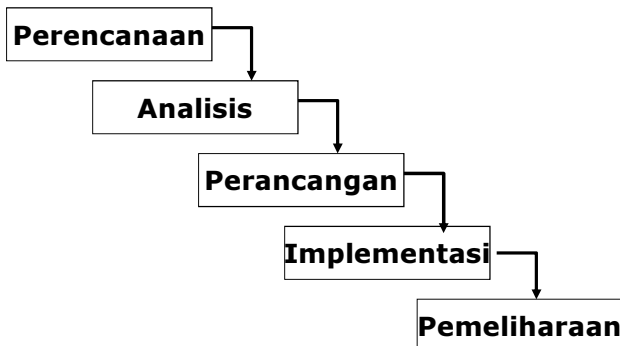 Perencanaan
Analisis
Perancangan
Implementasi
Pemeliharaan